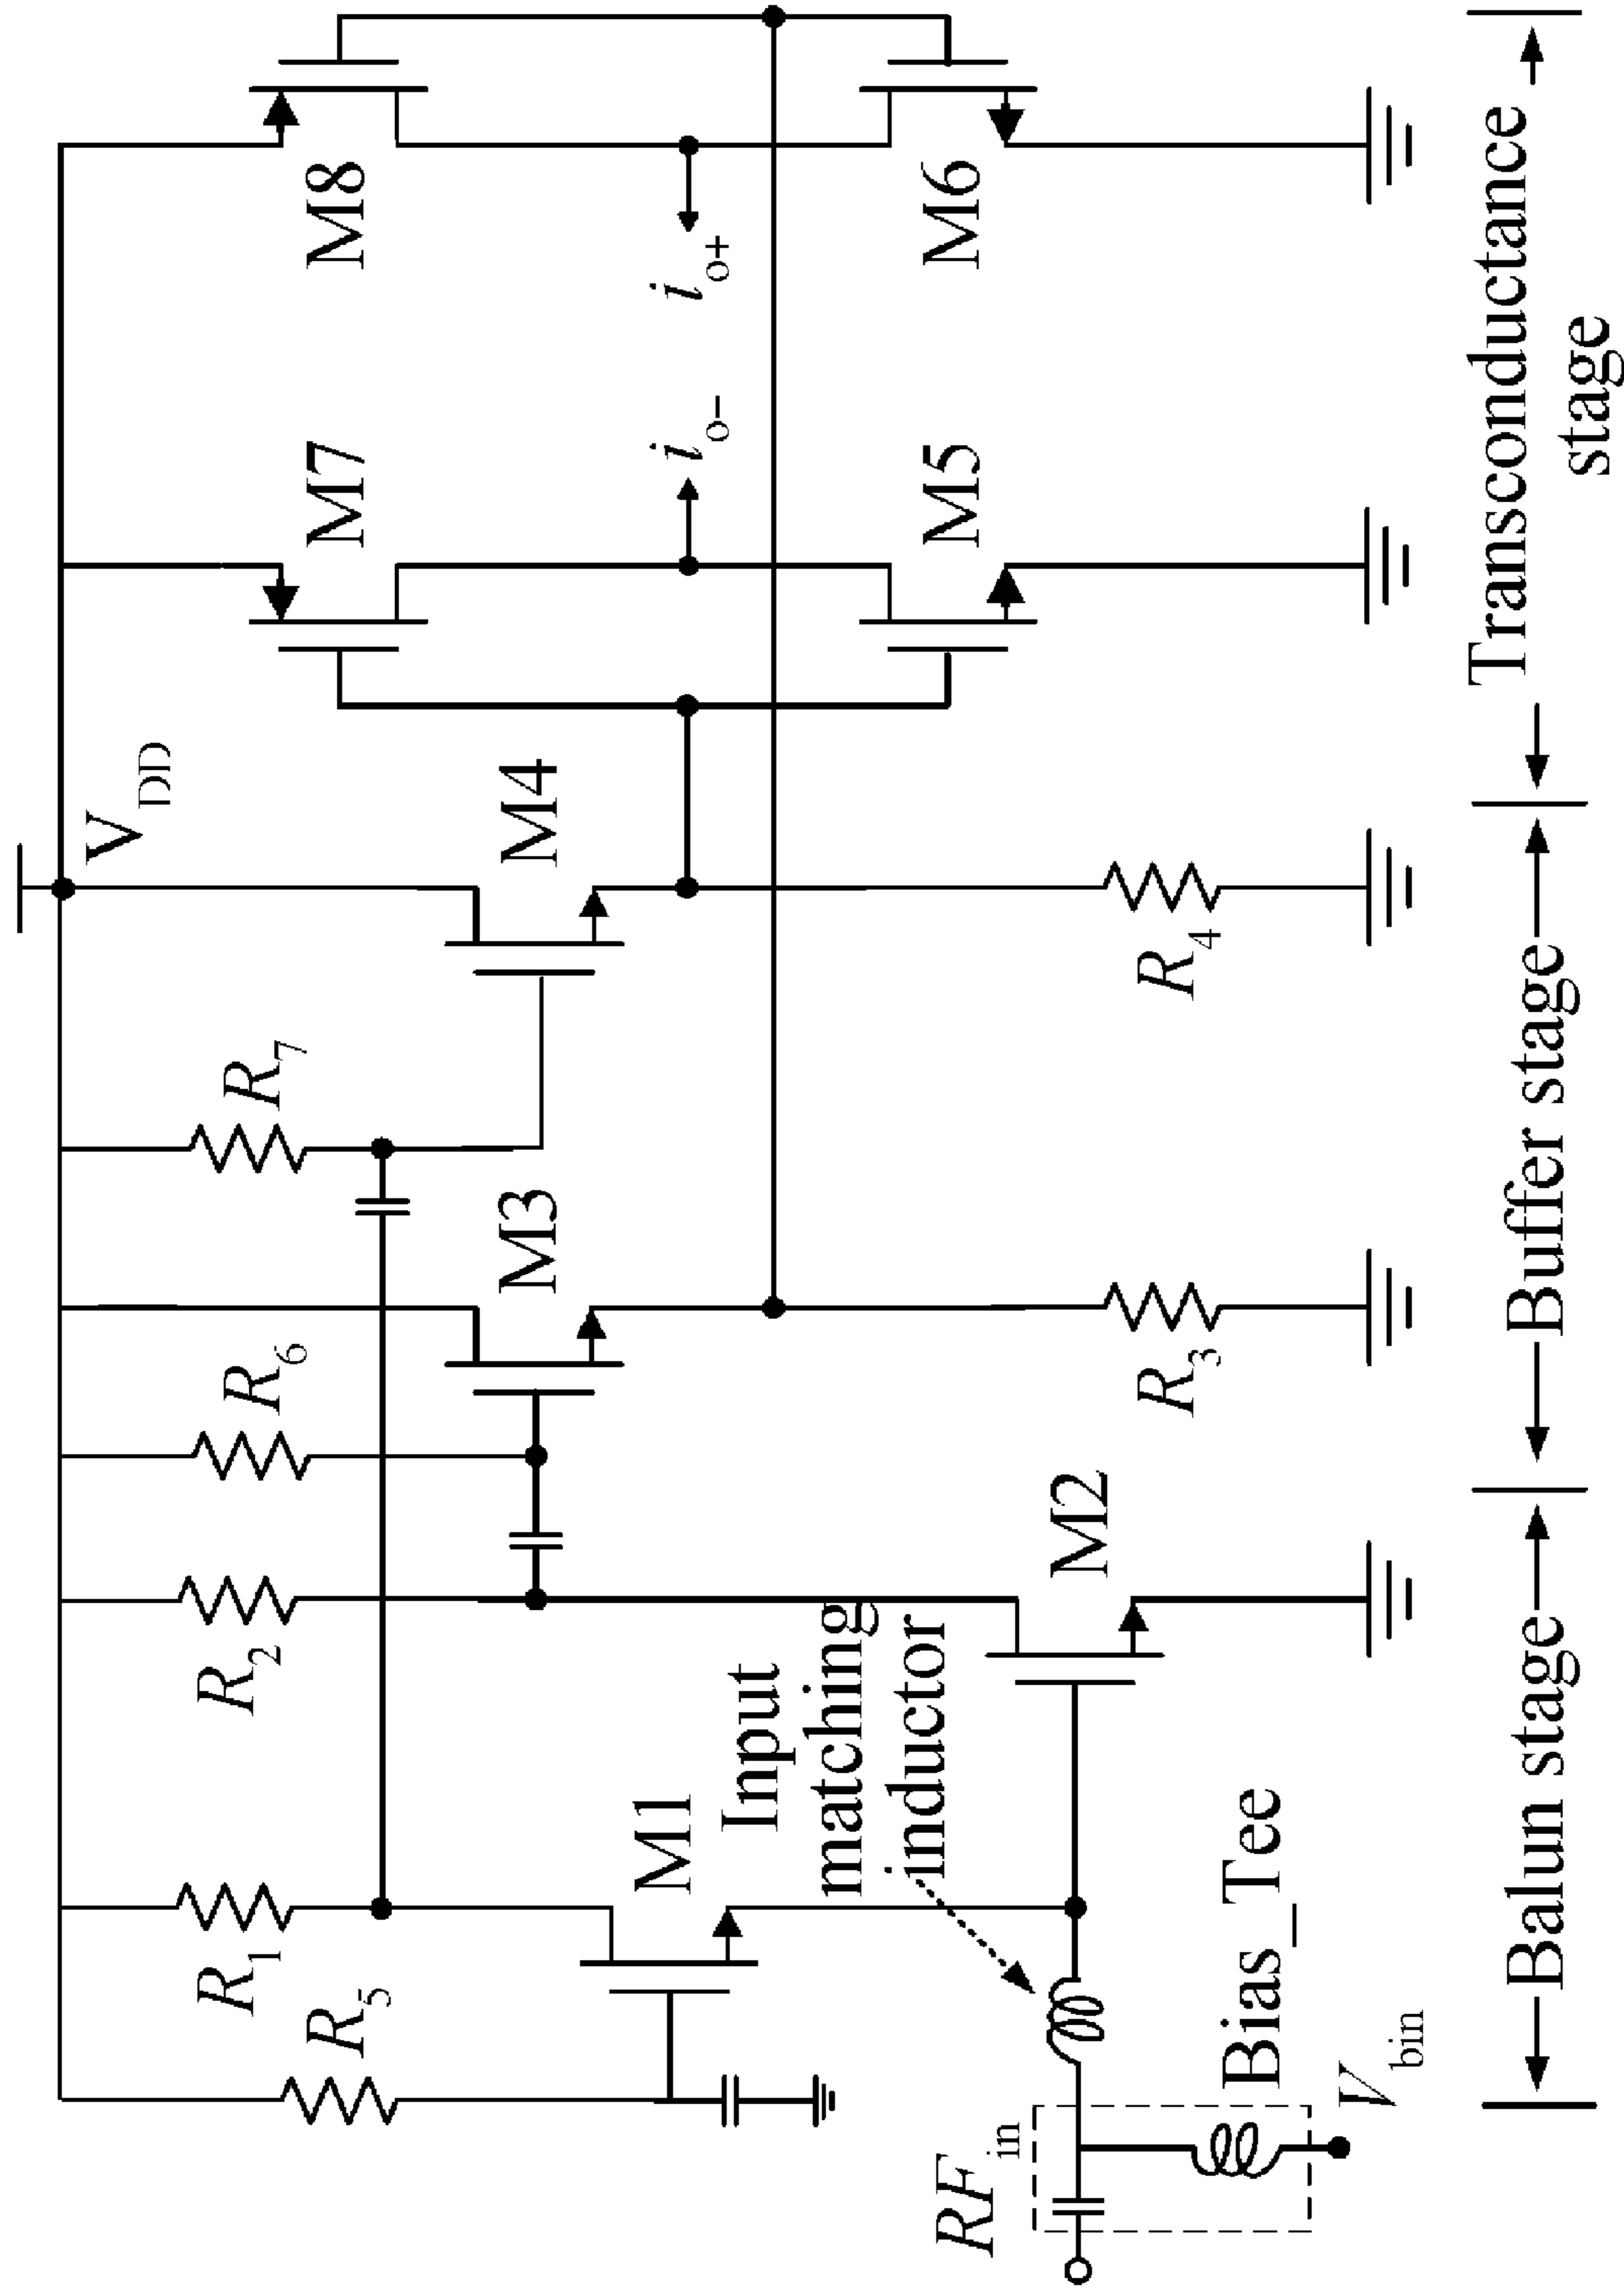 V_DD
R_1
R_5
R_2
R_6
R_7
M1
M3
M4
M7
M8
i_o−
i_o+
Input
matching
inductor
M2
M5
M6
R_3
R_4
RF_in
Bias_Tee
V_bin
Balun stage
Buffer stage
Transconductance
stage